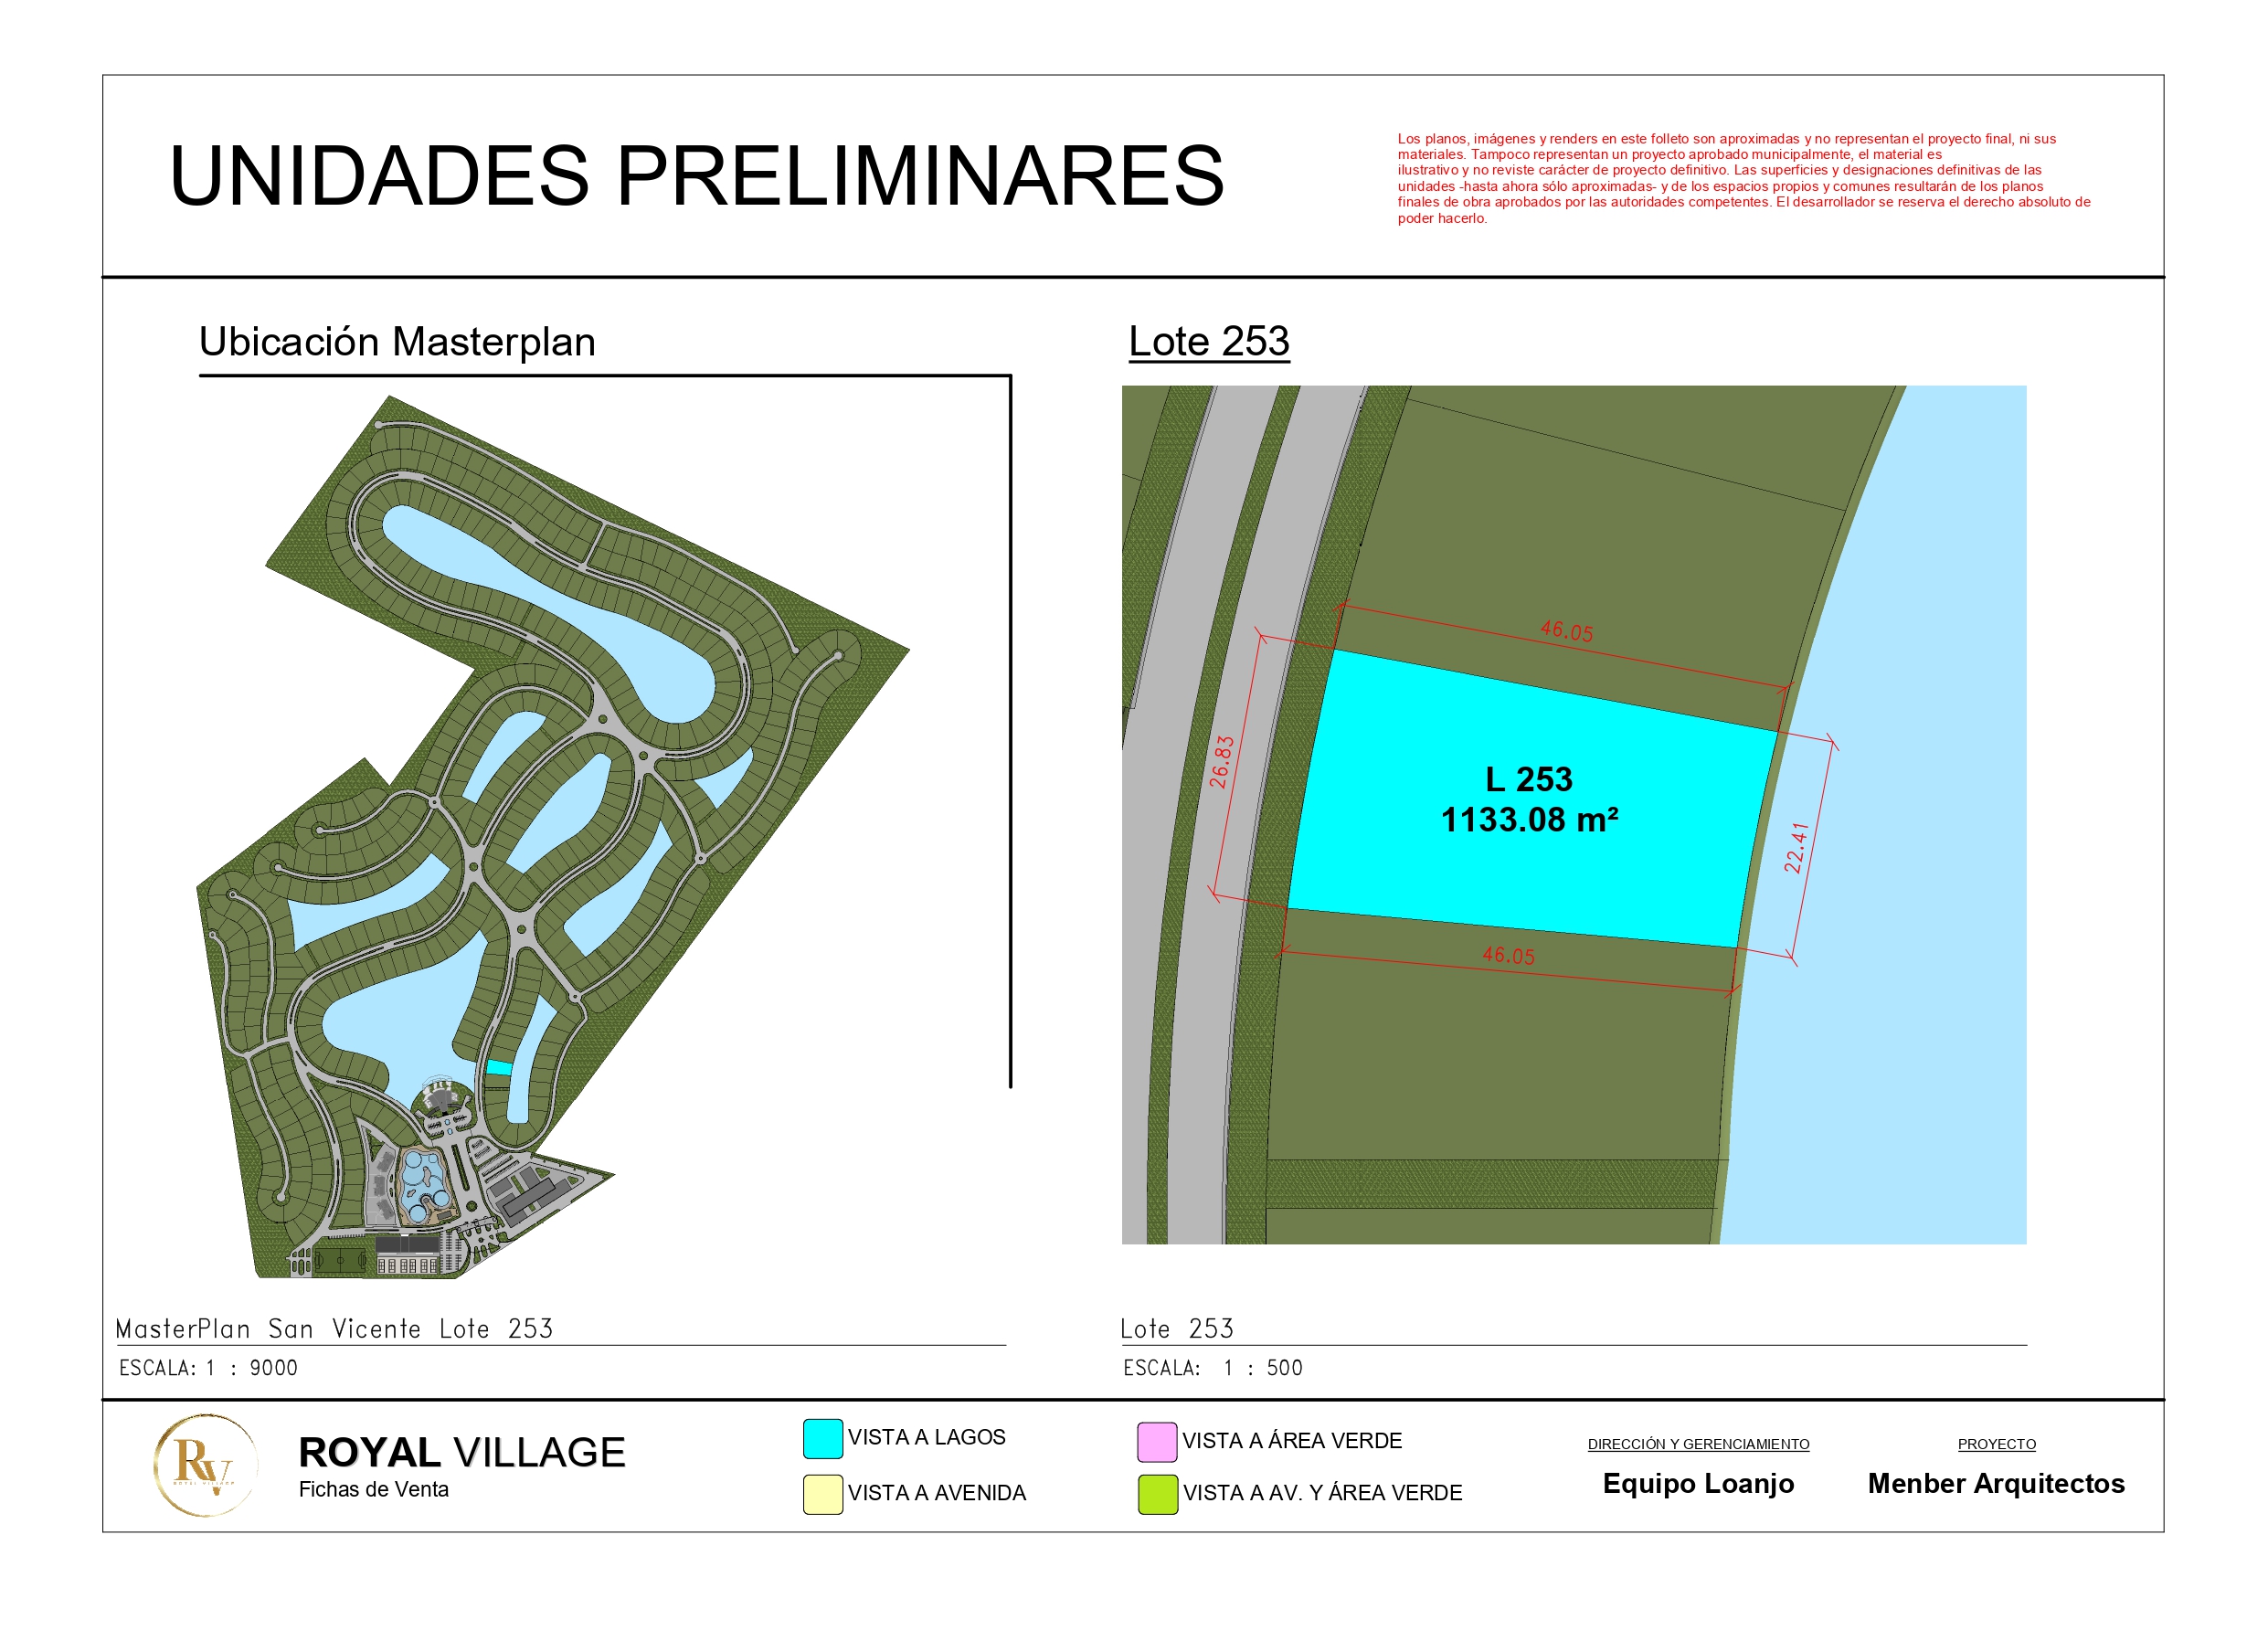 UNIDADES PRELIMINARES
Los planos, imágenes y renders en este folleto son aproximadas y no representan el proyecto final, ni sus
materiales. Tampoco representan un proyecto aprobado municipalmente, el material es
ilustrativo y no reviste carácter de proyecto definitivo. Las superficies y designaciones definitivas de las
unidades -hasta ahora sólo aproximadas- y de los espacios propios y comunes resultarán de los planos
finales de obra aprobados por las autoridades competentes. El desarrollador se reserva el derecho absoluto de
poder hacerlo.
Ubicación Masterplan
Lote 253
46.05
26.83
L 253
1133.08 m²
22.41
46.05
MasterPlan San Vicente Lote 253
ESCALA: 1 : 9000
Lote 253
ESCALA: 1 : 500
RV
ROYAL VILLAGE
ROYAL VILLAGE
Fichas de Venta
VISTA A LAGOS
VISTA A AVENIDA
VISTA A ÁREA VERDE
VISTA A AV. Y ÁREA VERDE
DIRECCIÓN Y GERENCIAMIENTO
Equipo Loanjo
PROYECTO
Menber Arquitectos